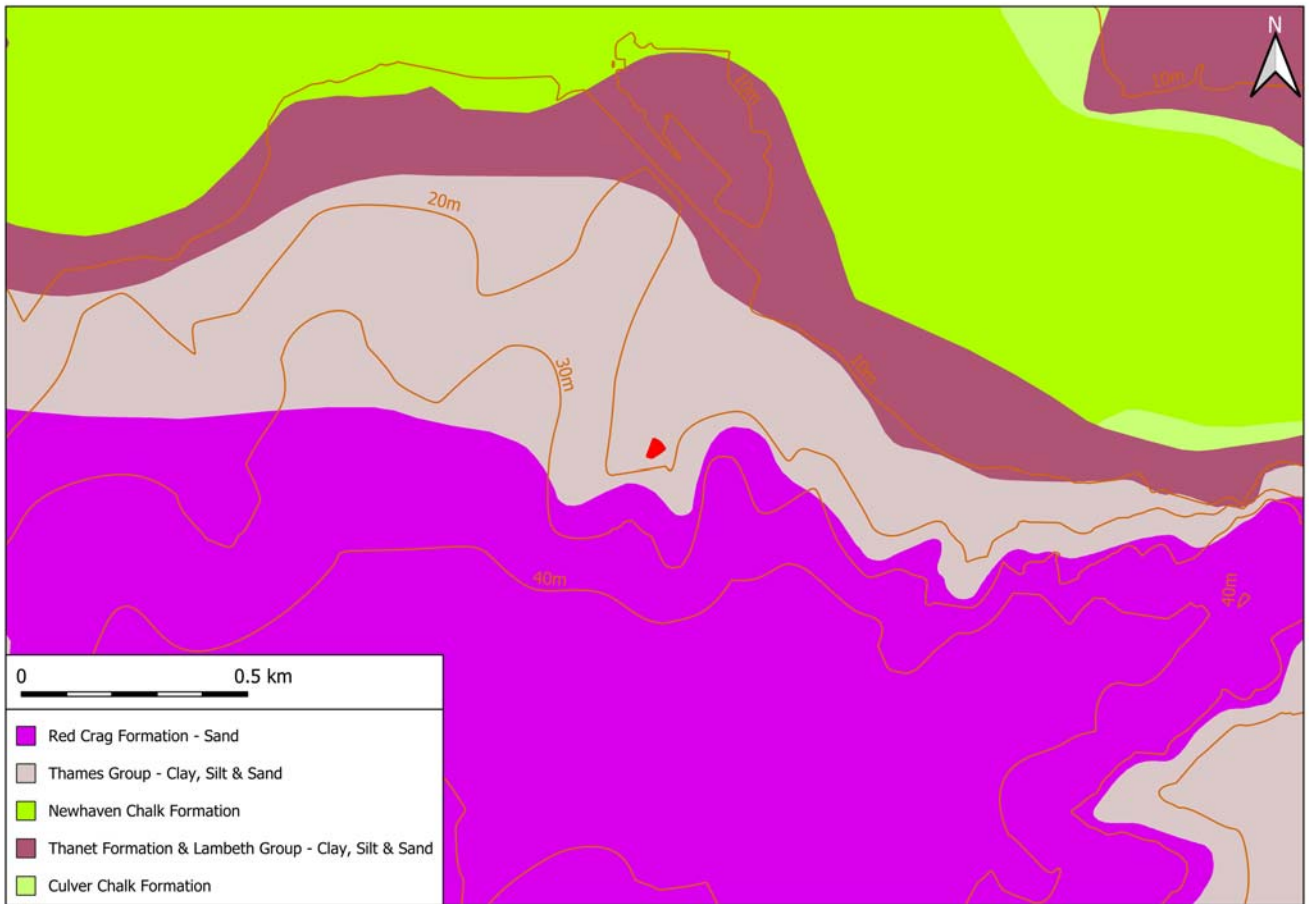 N
10m
10m
20m
30m
10m
40m
40m
0 0.5 km
Red Crag Formation - Sand
Thames Group - Clay, Silt & Sand
Newhaven Chalk Formation
Thanet Formation & Lambeth Group - Clay, Silt & Sand
Culver Chalk Formation